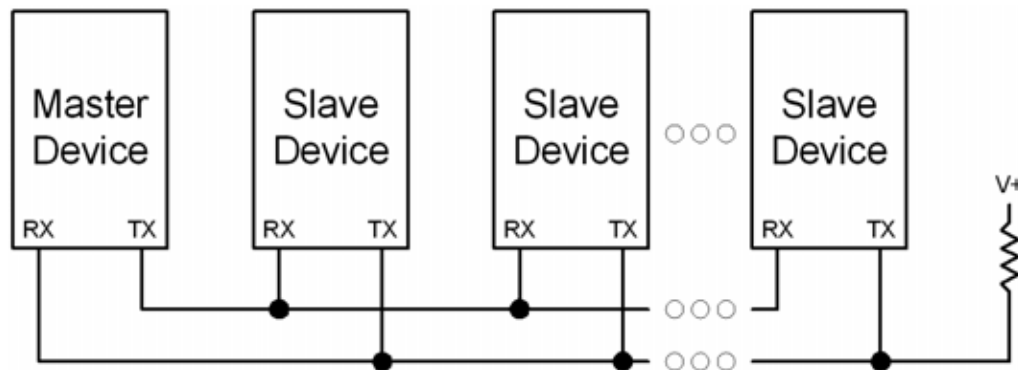 Master
Device
RX TX
Slave
Device
RX TX
Slave
Device
RX TX
Slave
Device
RX TX
V+